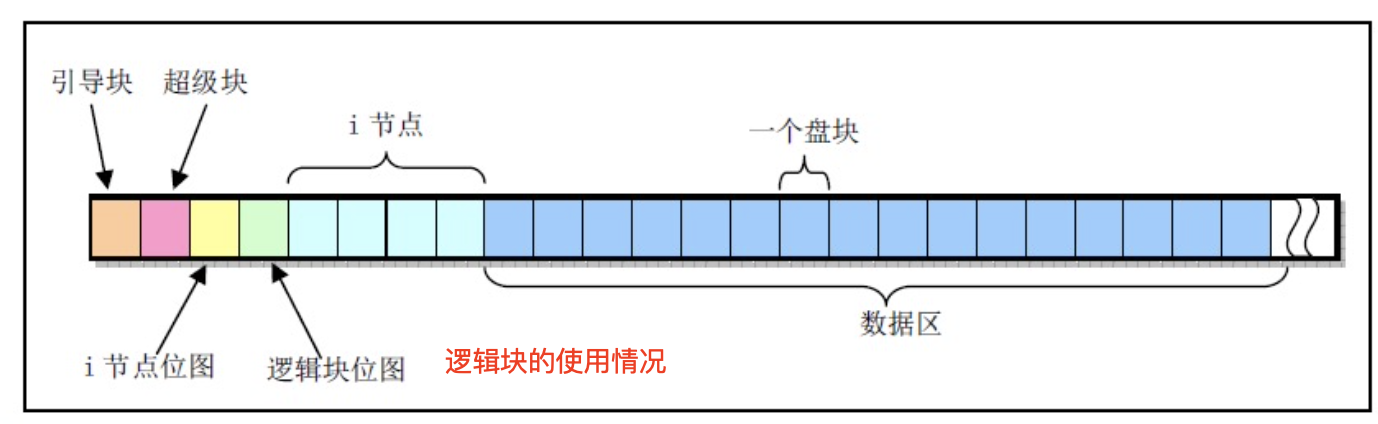 引导块
超级块
i 节点
一个盘块
数据区
i 节点位图
逻辑块位图
逻辑块的使用情况